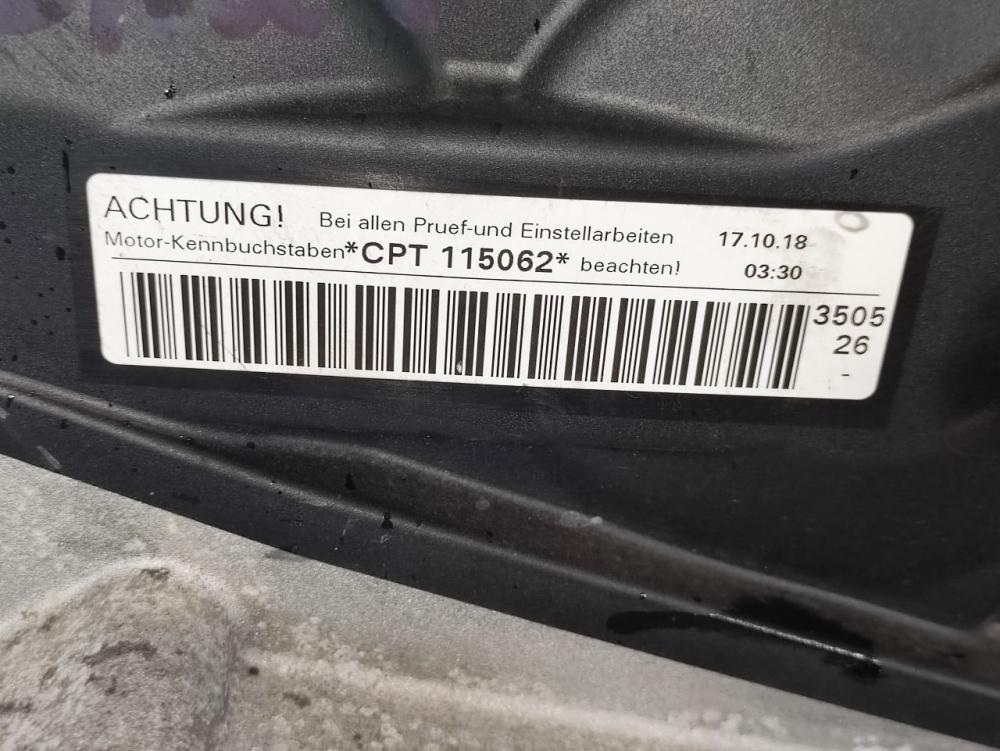 ACHTUNG! Bei allen Pruef-und Einstellarbeiten 17.10.18
Motor-Kennbuchstaben*CPT 115062* beachten! 03:30
3505
26
-